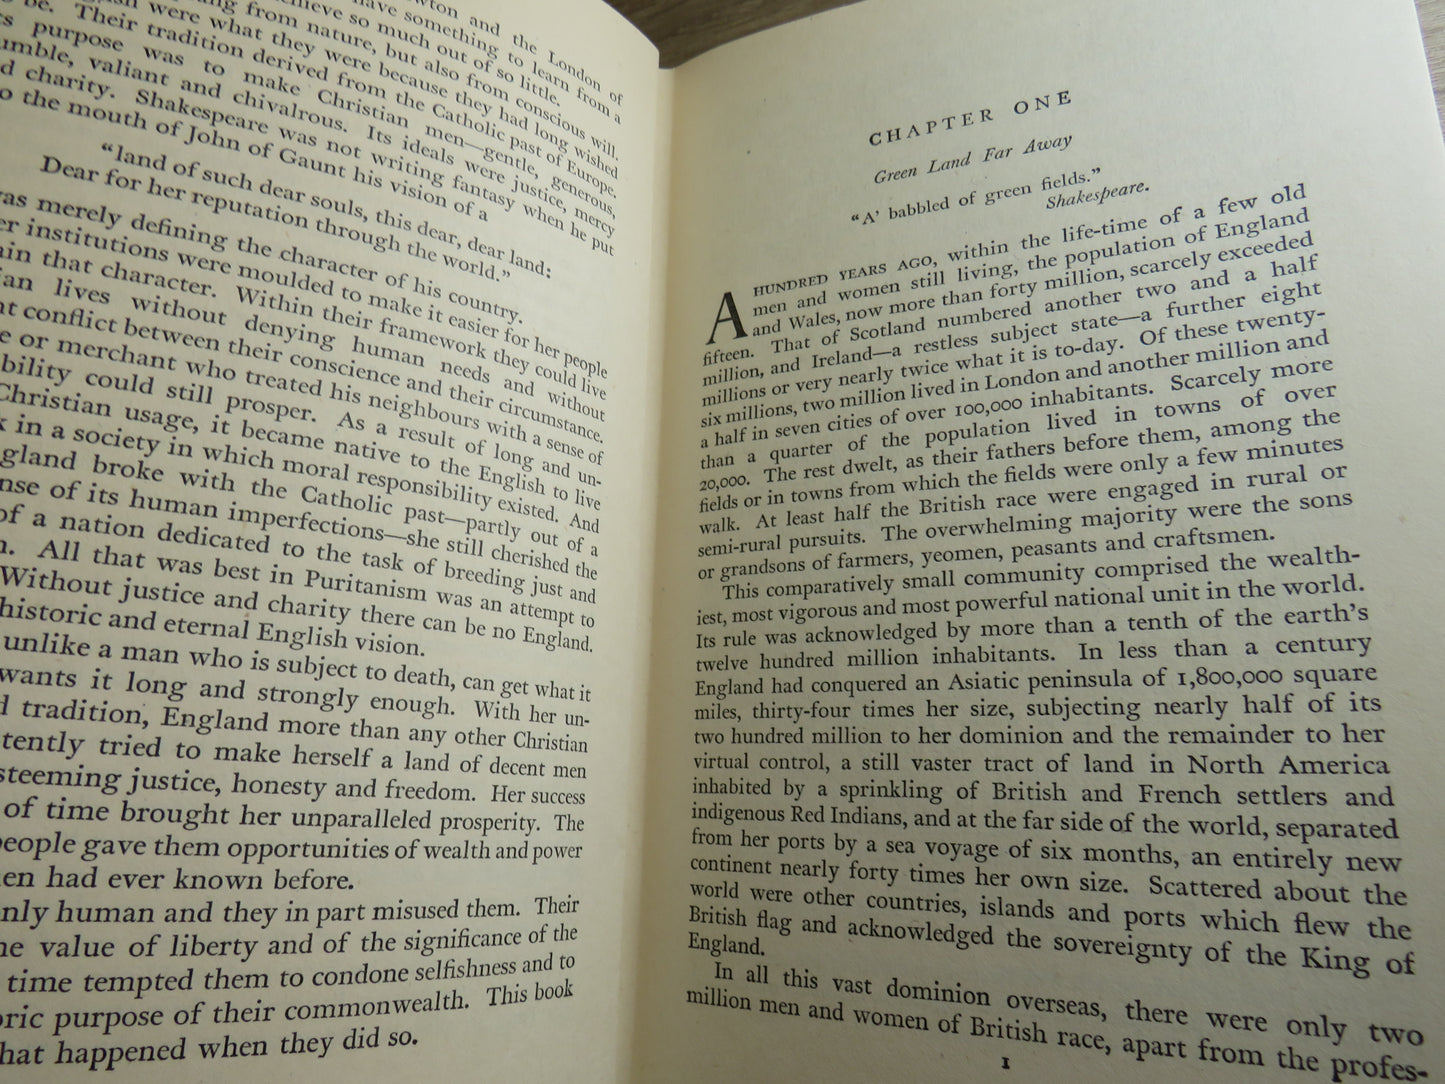 wton and the London of
have something to learn from a
achieve so much out of so little.
ng from nature, but also from conscious will.
were what they were because they had long wished
to be. Their tradition derived from the Catholic past of Europe.
purpose was to make Christian men—gentle, generous,
umble, valiant and chivalrous. Its ideals were justice, mercy
d charity. Shakespeare was not writing fantasy when he put
o the mouth of John of Gaunt his vision of a
“land of such dear souls, this dear, dear land:
Dear for her reputation through the world.”
was merely defining the character of his country.
er institutions were moulded to make it easier for her people
ain that character. Within their framework they could live
ian lives without denying human needs and without
nt conflict between their conscience and their circumstance.
e or merchant who treated his neighbours with a sense of
bility could still prosper. As a result of long and un-
Christian usage, it became native to the English to live
k in a society in which moral responsibility existed. And
gland broke with the Catholic past—partly out of a
nse of its human imperfections—she still cherished the
of a nation dedicated to the task of breeding just and
n. All that was best in Puritanism was an attempt to
Without justice and charity there can be no England.
historic and eternal English vision.
unlike a man who is subject to death, can get what it
wants it long and strongly enough. With her un-
d tradition, England more than any other Christian
tently tried to make herself a land of decent men
steeming justice, honesty and freedom. Her success
of time brought her unparalleled prosperity. The
people gave them opportunities of wealth and power
en had ever known before.
nly human and they in part misused them. Their
he value of liberty and of the significance of the
time tempted them to condone selfishness and to
oric purpose of their commonwealth. This book
hat happened when they did so.
CHAPTER ONE
Green Land Far Away
“A’ babbled of green fields.”
Shakespeare.
A HUNDRED YEARS AGO, within the life-time of a few old
men and women still living, the population of England
and Wales, now more than forty million, scarcely exceeded
fifteen. That of Scotland numbered another two and a half
million, and Ireland—a restless subject state—a further eight
millions or very nearly twice what it is to-day. Of these twenty-
six millions, two million lived in London and another million and
a half in seven cities of over 100,000 inhabitants. Scarcely more
than a quarter of the population lived in towns of over
20,000. The rest dwelt, as their fathers before them, among the
fields or in towns from which the fields were only a few minutes
walk. At least half the British race were engaged in rural or
semi-rural pursuits. The overwhelming majority were the sons
or grandsons of farmers, yeomen, peasants and craftsmen.
This comparatively small community comprised the wealth-
iest, most vigorous and most powerful national unit in the world.
Its rule was acknowledged by more than a tenth of the earth’s
twelve hundred million inhabitants. In less than a century
England had conquered an Asiatic peninsula of 1,800,000 square
miles, thirty-four times her size, subjecting nearly half of its
two hundred million to her dominion and the remainder to her
virtual control, a still vaster tract of land in North America
inhabited by a sprinkling of British and French settlers and
indigenous Red Indians, and at the far side of the world, separated
from her ports by a sea voyage of six months, an entirely new
continent nearly forty times her own size. Scattered about the
world were other countries, islands and ports which flew the
British flag and acknowledged the sovereignty of the King of
England.
In all this vast dominion overseas, there were only two
million men and women of British race, apart from the profes-
1